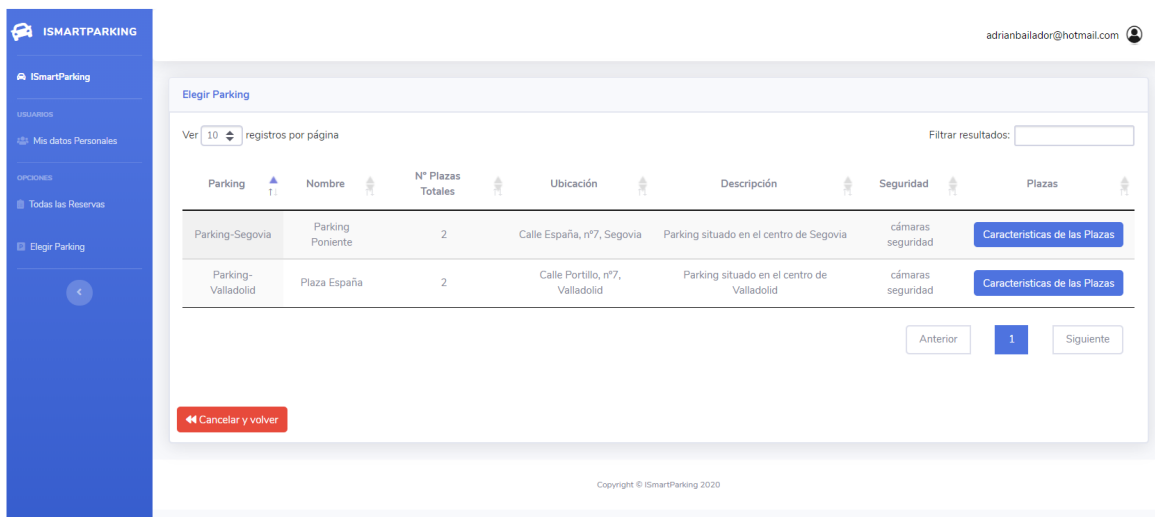 ISMARTPARKING
adrianbailador@hotmail.com
ISmartParking
USUARIOS
Mis datos Personales
OPCIONES
Todas las Reservas
Elegir Parking
Elegir Parking
Ver 10 registros por página
Filtrar resultados:
Parking Nombre Nº Plazas Totales Ubicación Descripción Seguridad Plazas
Parking-Segovia Parking Poniente 2 Calle España, nº7, Segovia Parking situado en el centro de Segovia cámaras seguridad Caracteristicas de las Plazas
Parking-Valladolid Plaza España 2 Calle Portillo, nº7, Valladolid Parking situado en el centro de Valladolid cámaras seguridad Caracteristicas de las Plazas
Anterior 1 Siguiente
Cancelar y volver
Copyright © ISmartParking 2020